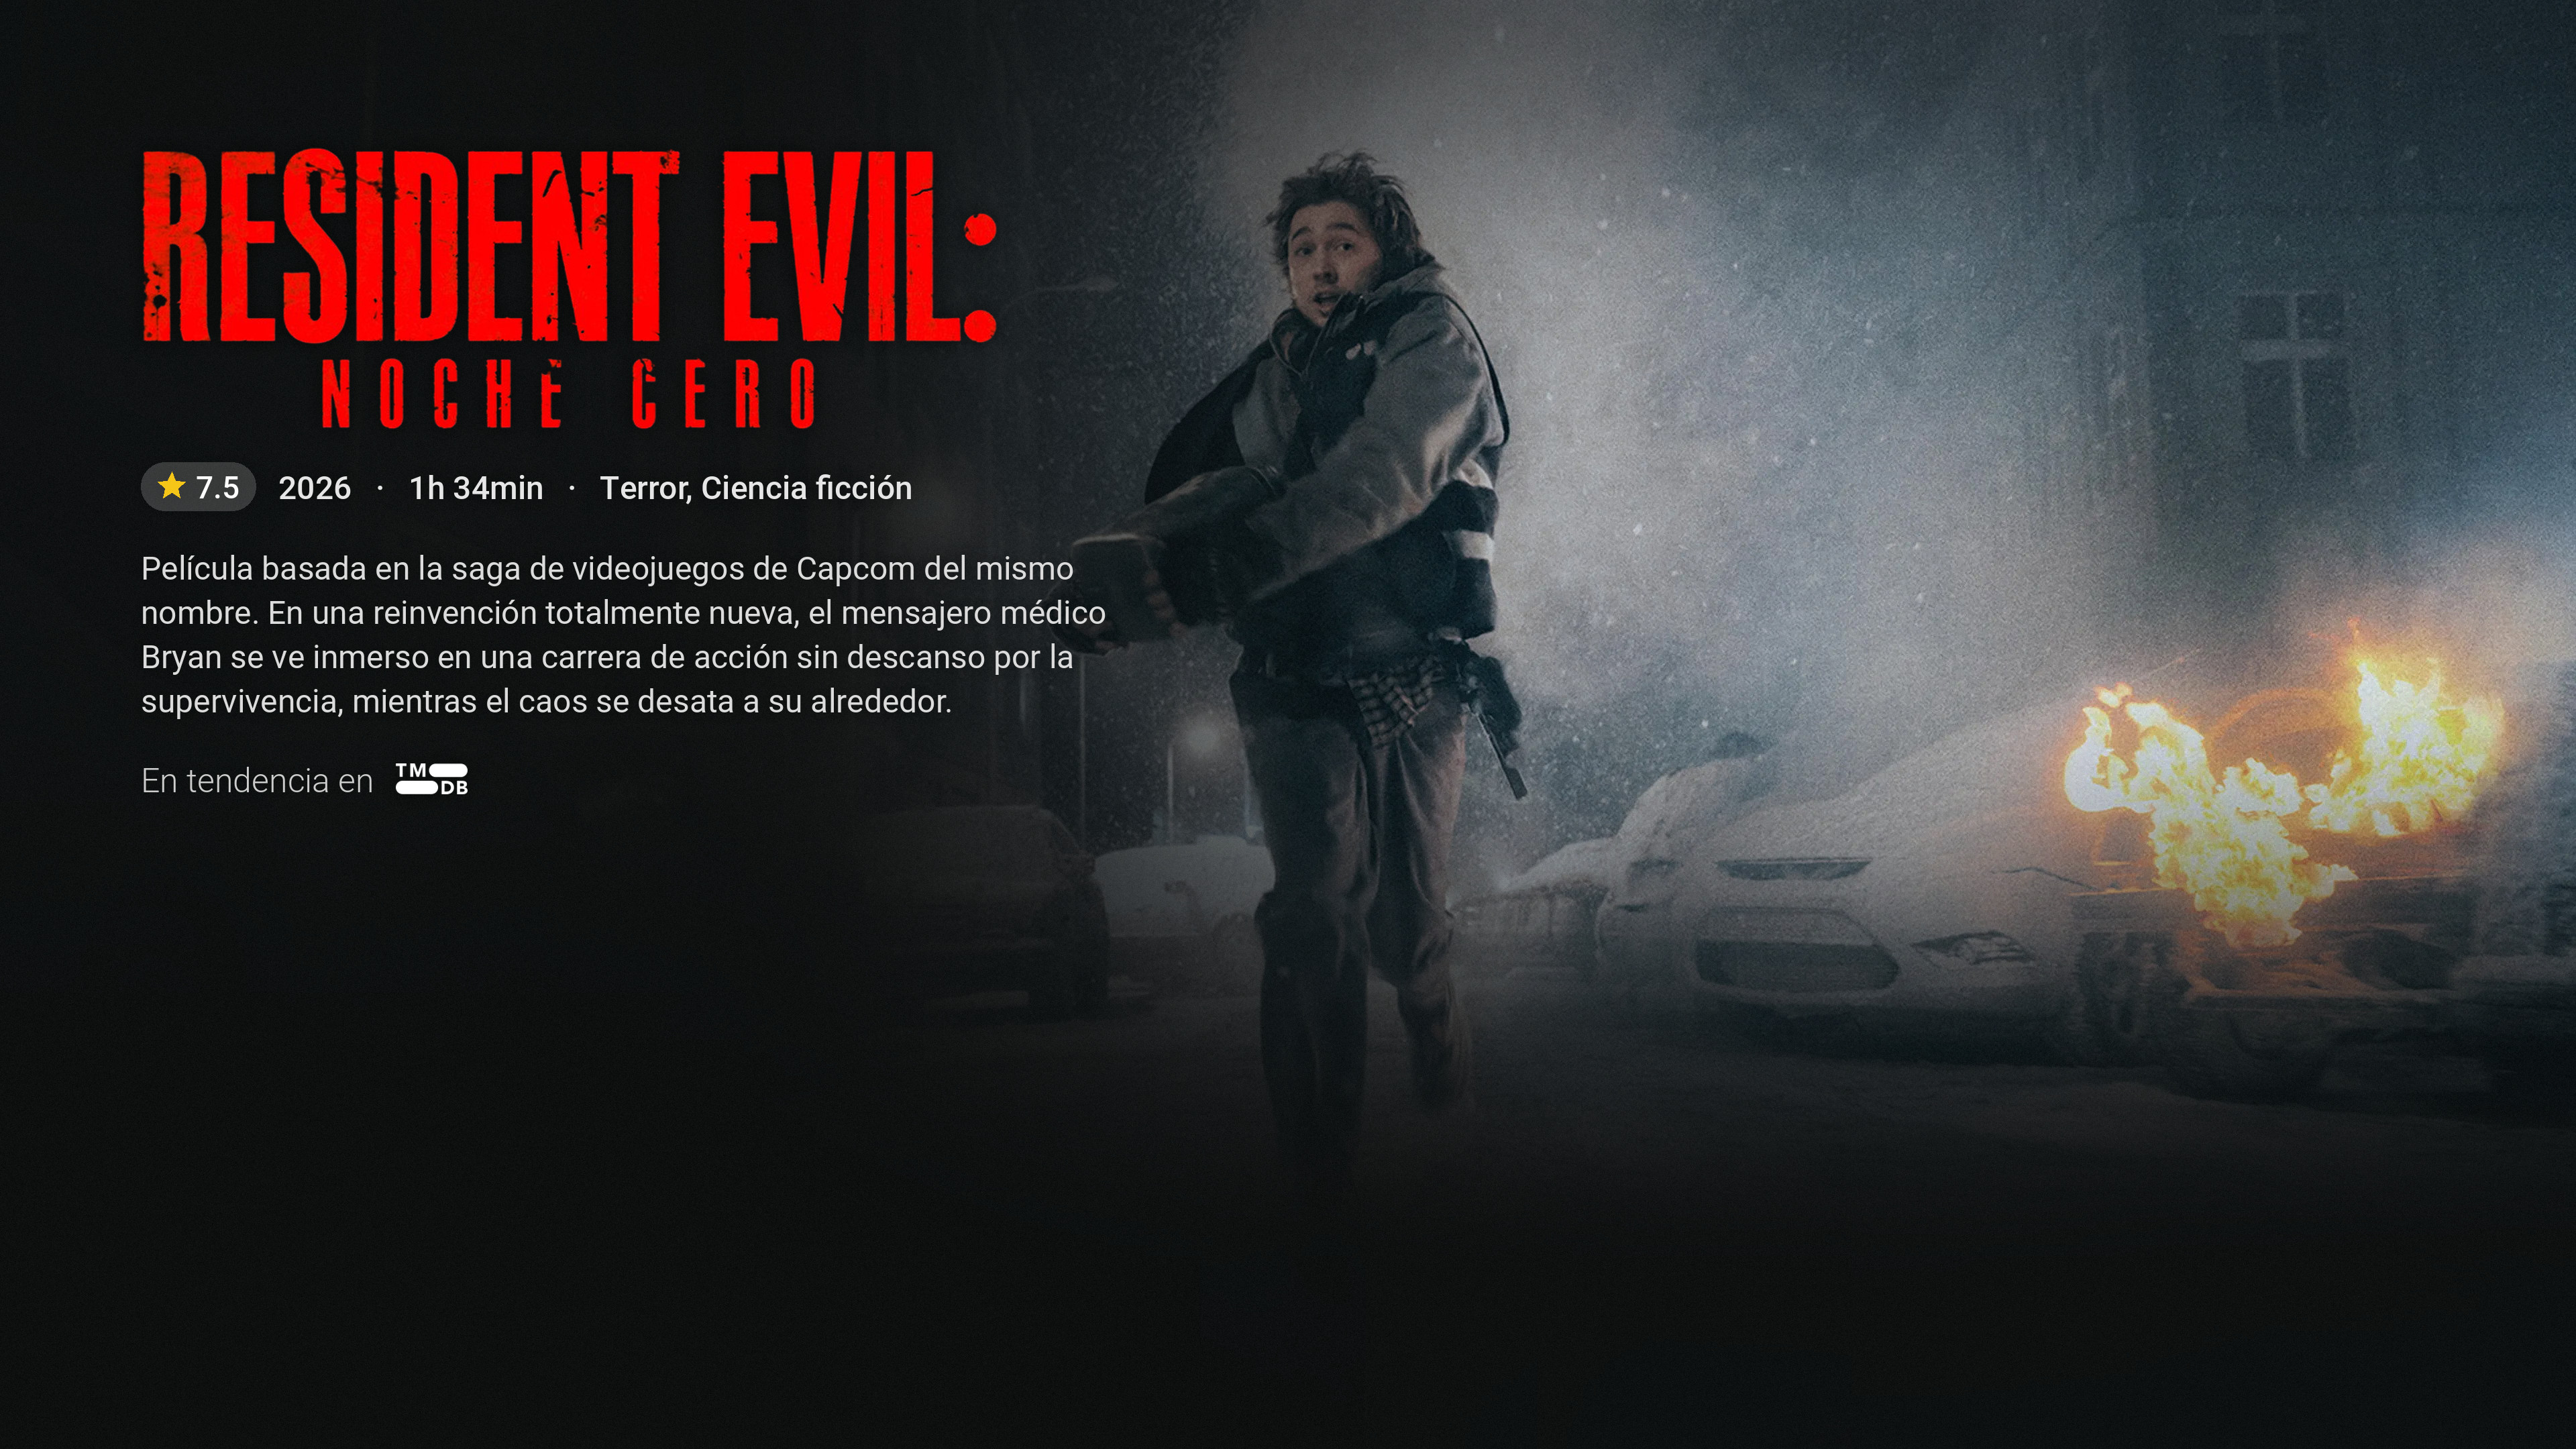 RESIDENT EVIL:
NOCHE CERO
7.5 2026 · 1h 34min · Terror, Ciencia ficción
Película basada en la saga de videojuegos de Capcom del mismo
nombre. En una reinvención totalmente nueva, el mensajero médico
Bryan se ve inmerso en una carrera de acción sin descanso por la
supervivencia, mientras el caos se desata a su alrededor.
En tendencia en TMDB